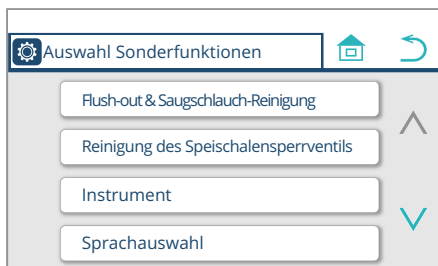 Auswahl Sonderfunktionen
Flush-out & Saugschlauch-Reinigung
Reinigung des Speischalensperrventils
Instrument
Sprachauswahl